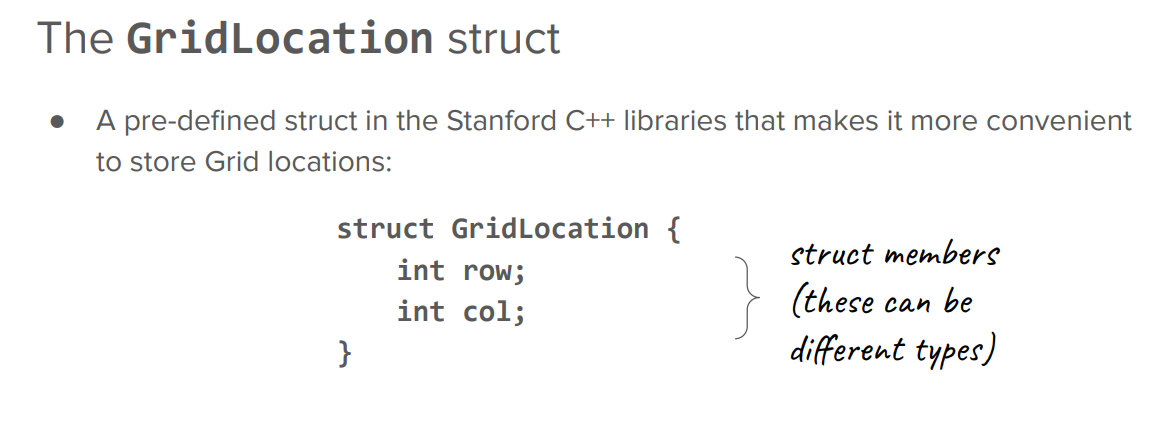 The GridLocation struct
● A pre-defined struct in the Stanford C++ libraries that makes it more convenient
to store Grid locations:
struct GridLocation {
int row;
int col;
}
struct members
(these can be
different types)